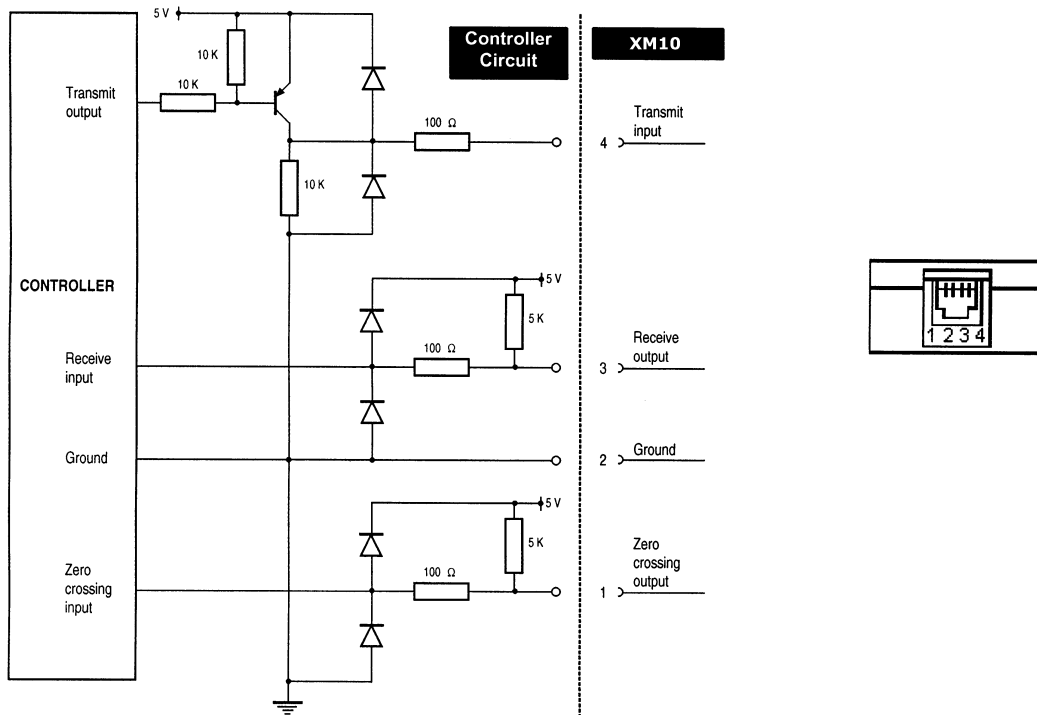 5 V
Controller
Circuit
XM10
10 K
10 K
Transmit
output
100 Ω
Transmit
input
4
10 K
5 V
CONTROLLER
5 K
Receive
input
100 Ω
Receive
output
3
1 2 3 4
Ground
Ground
2
5 V
5 K
Zero
crossing
input
100 Ω
Zero
crossing
output
1